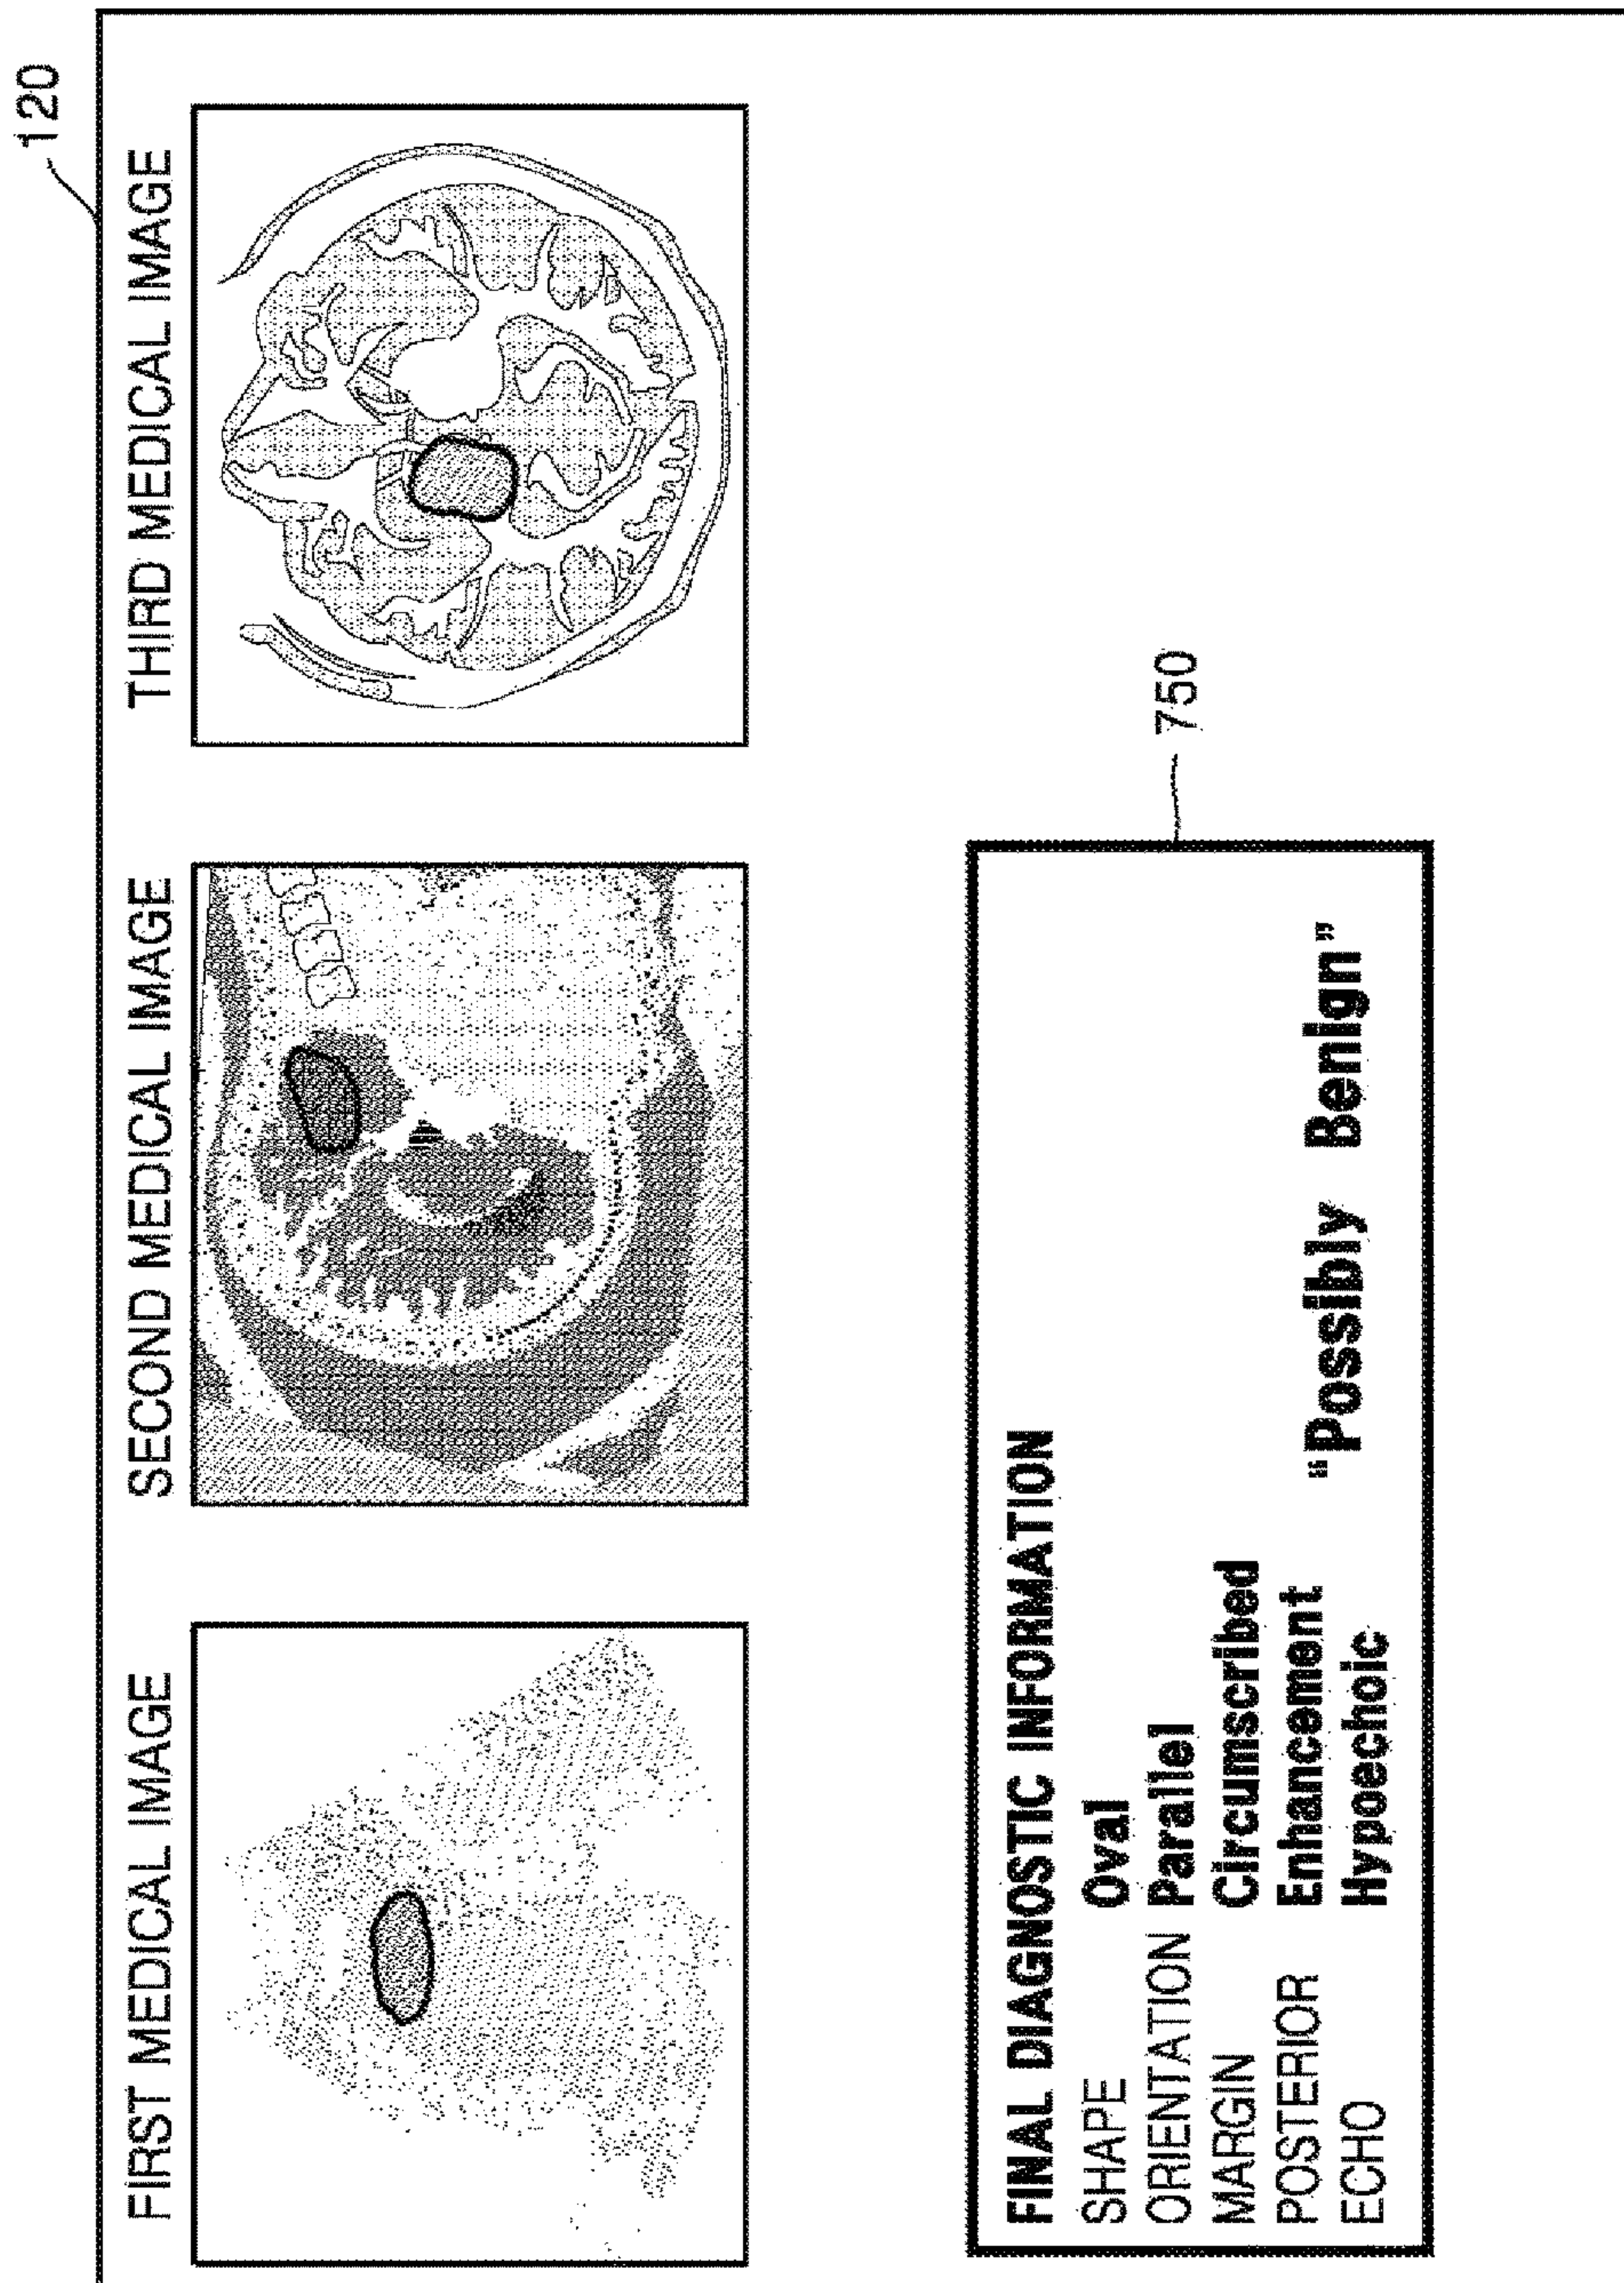 120
FIRST MEDICAL IMAGE
SECOND MEDICAL IMAGE
THIRD MEDICAL IMAGE
750
FINAL DIAGNOSTIC INFORMATION
SHAPE Oval
ORIENTATION Parallel
MARGIN Circumscribed
POSTERIOR Enhancement
ECHO Hypoechoic
"Possibly Benign"